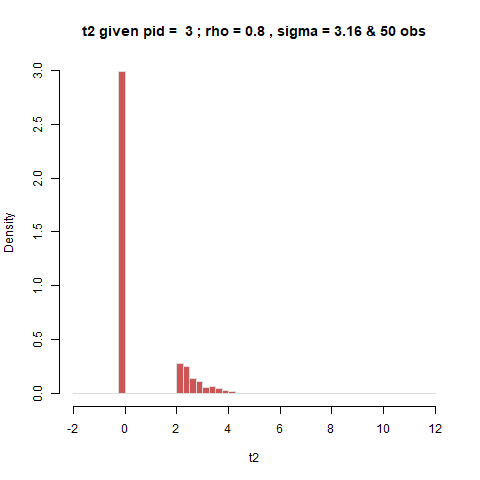 t2 given pid =  3 ; rho = 0.8 , sigma = 3.16 & 50 obs
3.0
2.5
2.0
1.5
1.0
0.5
0.0
Density
-2 0 2 4 6 8 10 12
t2